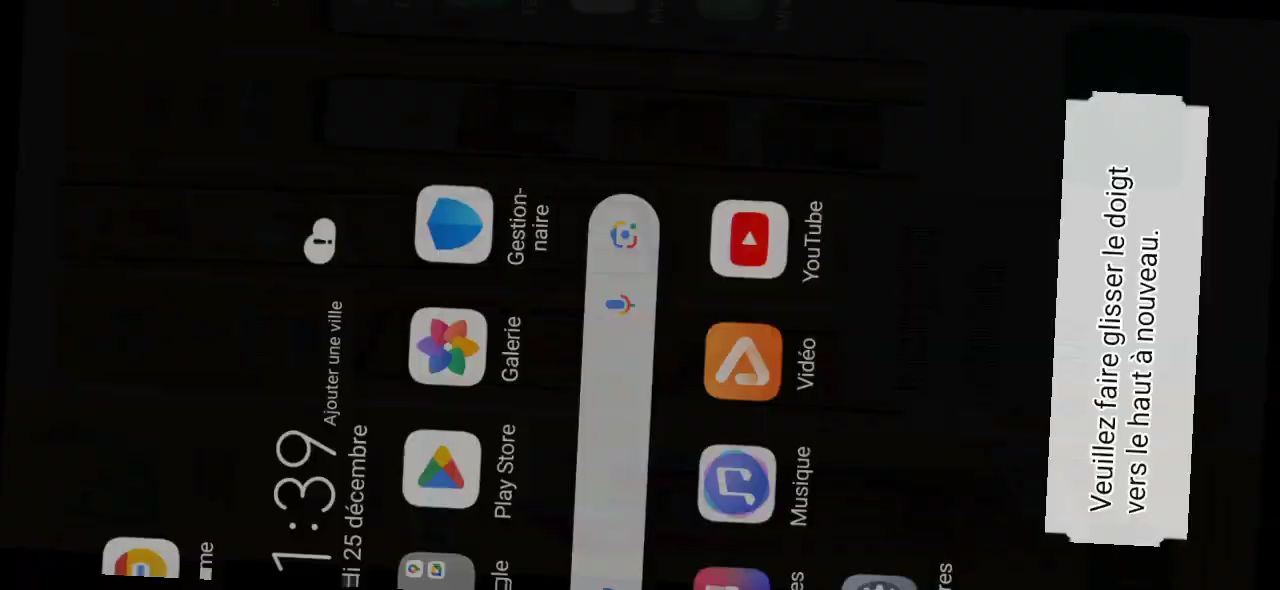 1:39
Ajouter une ville
di 25 décembre
Play Store
Galerie
Gestion-
naire
Musique
Vidéo
YouTube
Veuillez faire glisser le doigt
vers le haut à nouveau.